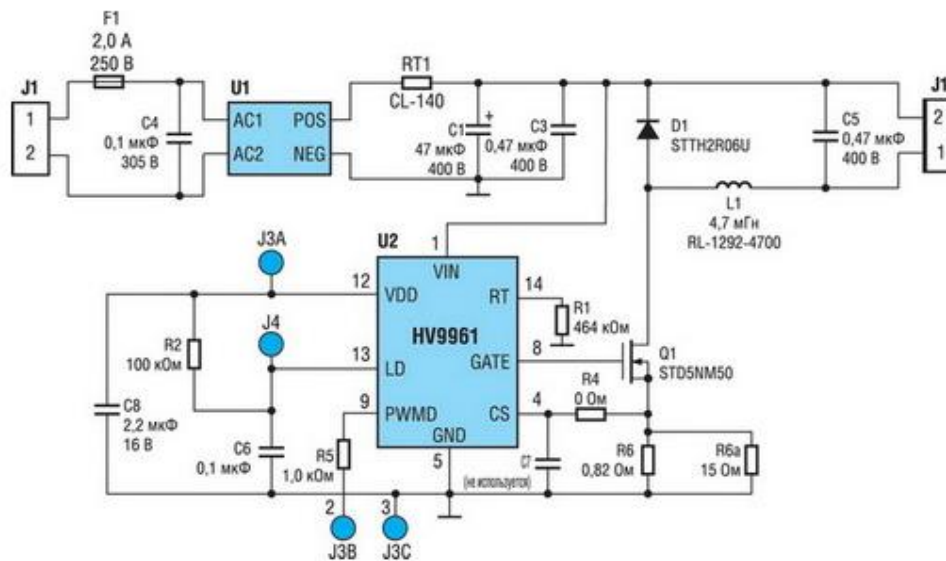 F1
2,0 А
250 В
J1
1
2
C4
0,1 мкФ
305 В
U1
AC1
AC2
POS
NEG
RT1
CL-140
+
C1
47 мкФ
400 В
C3
0,47 мкФ
400 В
D1
STTH2R06U
C5
0,47 мкФ
400 В
J1
2
1
L1
4,7 мГн
RL-1292-4700
J3A
J4
U2
1
VIN
12
VDD
14
RT
HV9961
R1
464 кОм
R2
100 кОм
13
LD
GATE
8
Q1
STD5NM50
9
PWMD
CS
4
R4
0 Ом
GND
5
C8
2,2 мкФ
16 В
C6
0,1 мкФ
R5
1,0 кОм
C7
(не используется)
R6
0,82 Ом
R6a
15 Ом
2
J3B
3
J3C